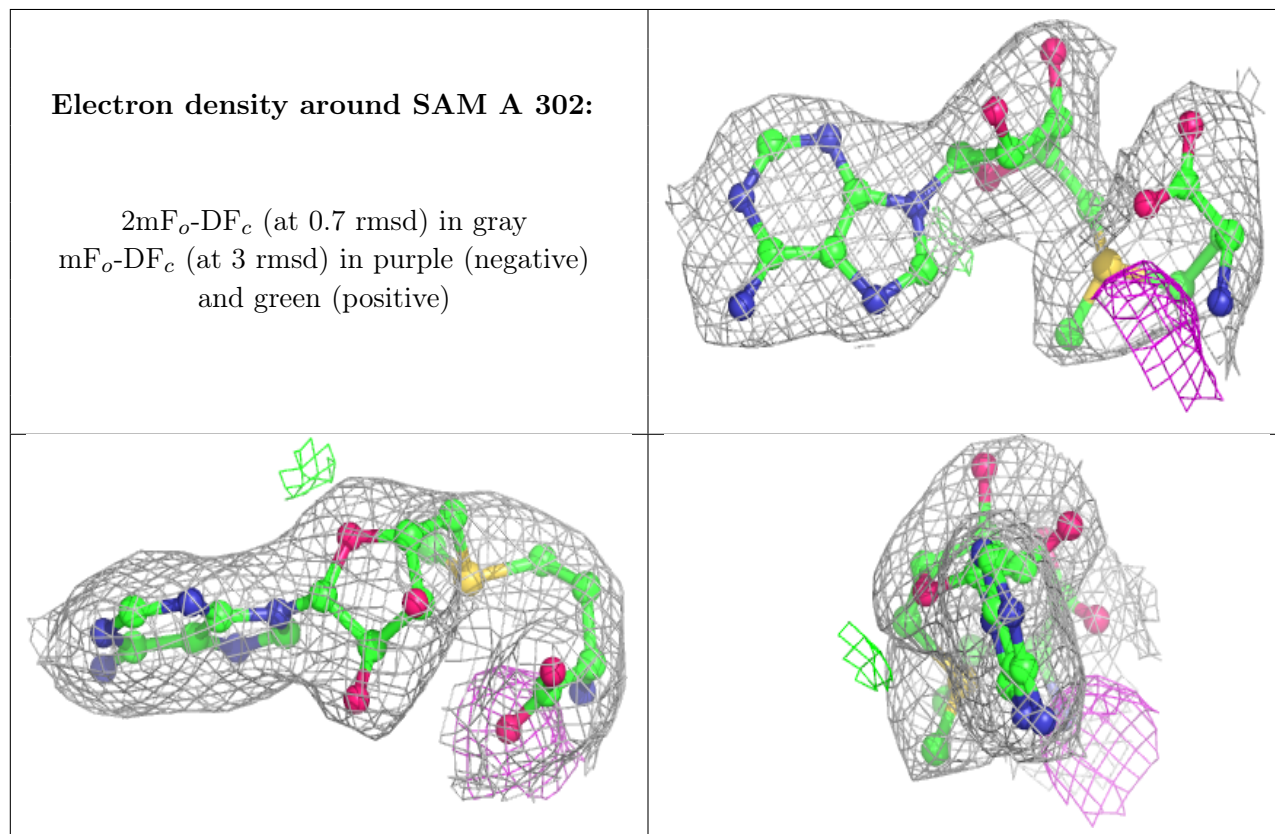 Electron density around SAM A 302:
2mFo-DFc (at 0.7 rmsd) in gray
mFo-DFc (at 3 rmsd) in purple (negative)
and green (positive)